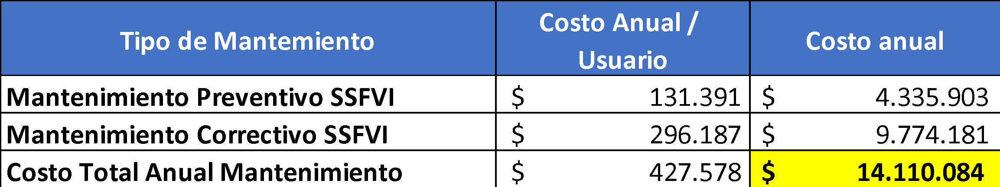 Tipo de Mantemiento Costo Anual / Usuario Costo anual
Mantenimiento Preventivo SSFVI $ 131.391 $ 4.335.903
Mantenimiento Correctivo SSFVI $ 296.187 $ 9.774.181
Costo Total Anual Mantenimiento $ 427.578 $ 14.110.084